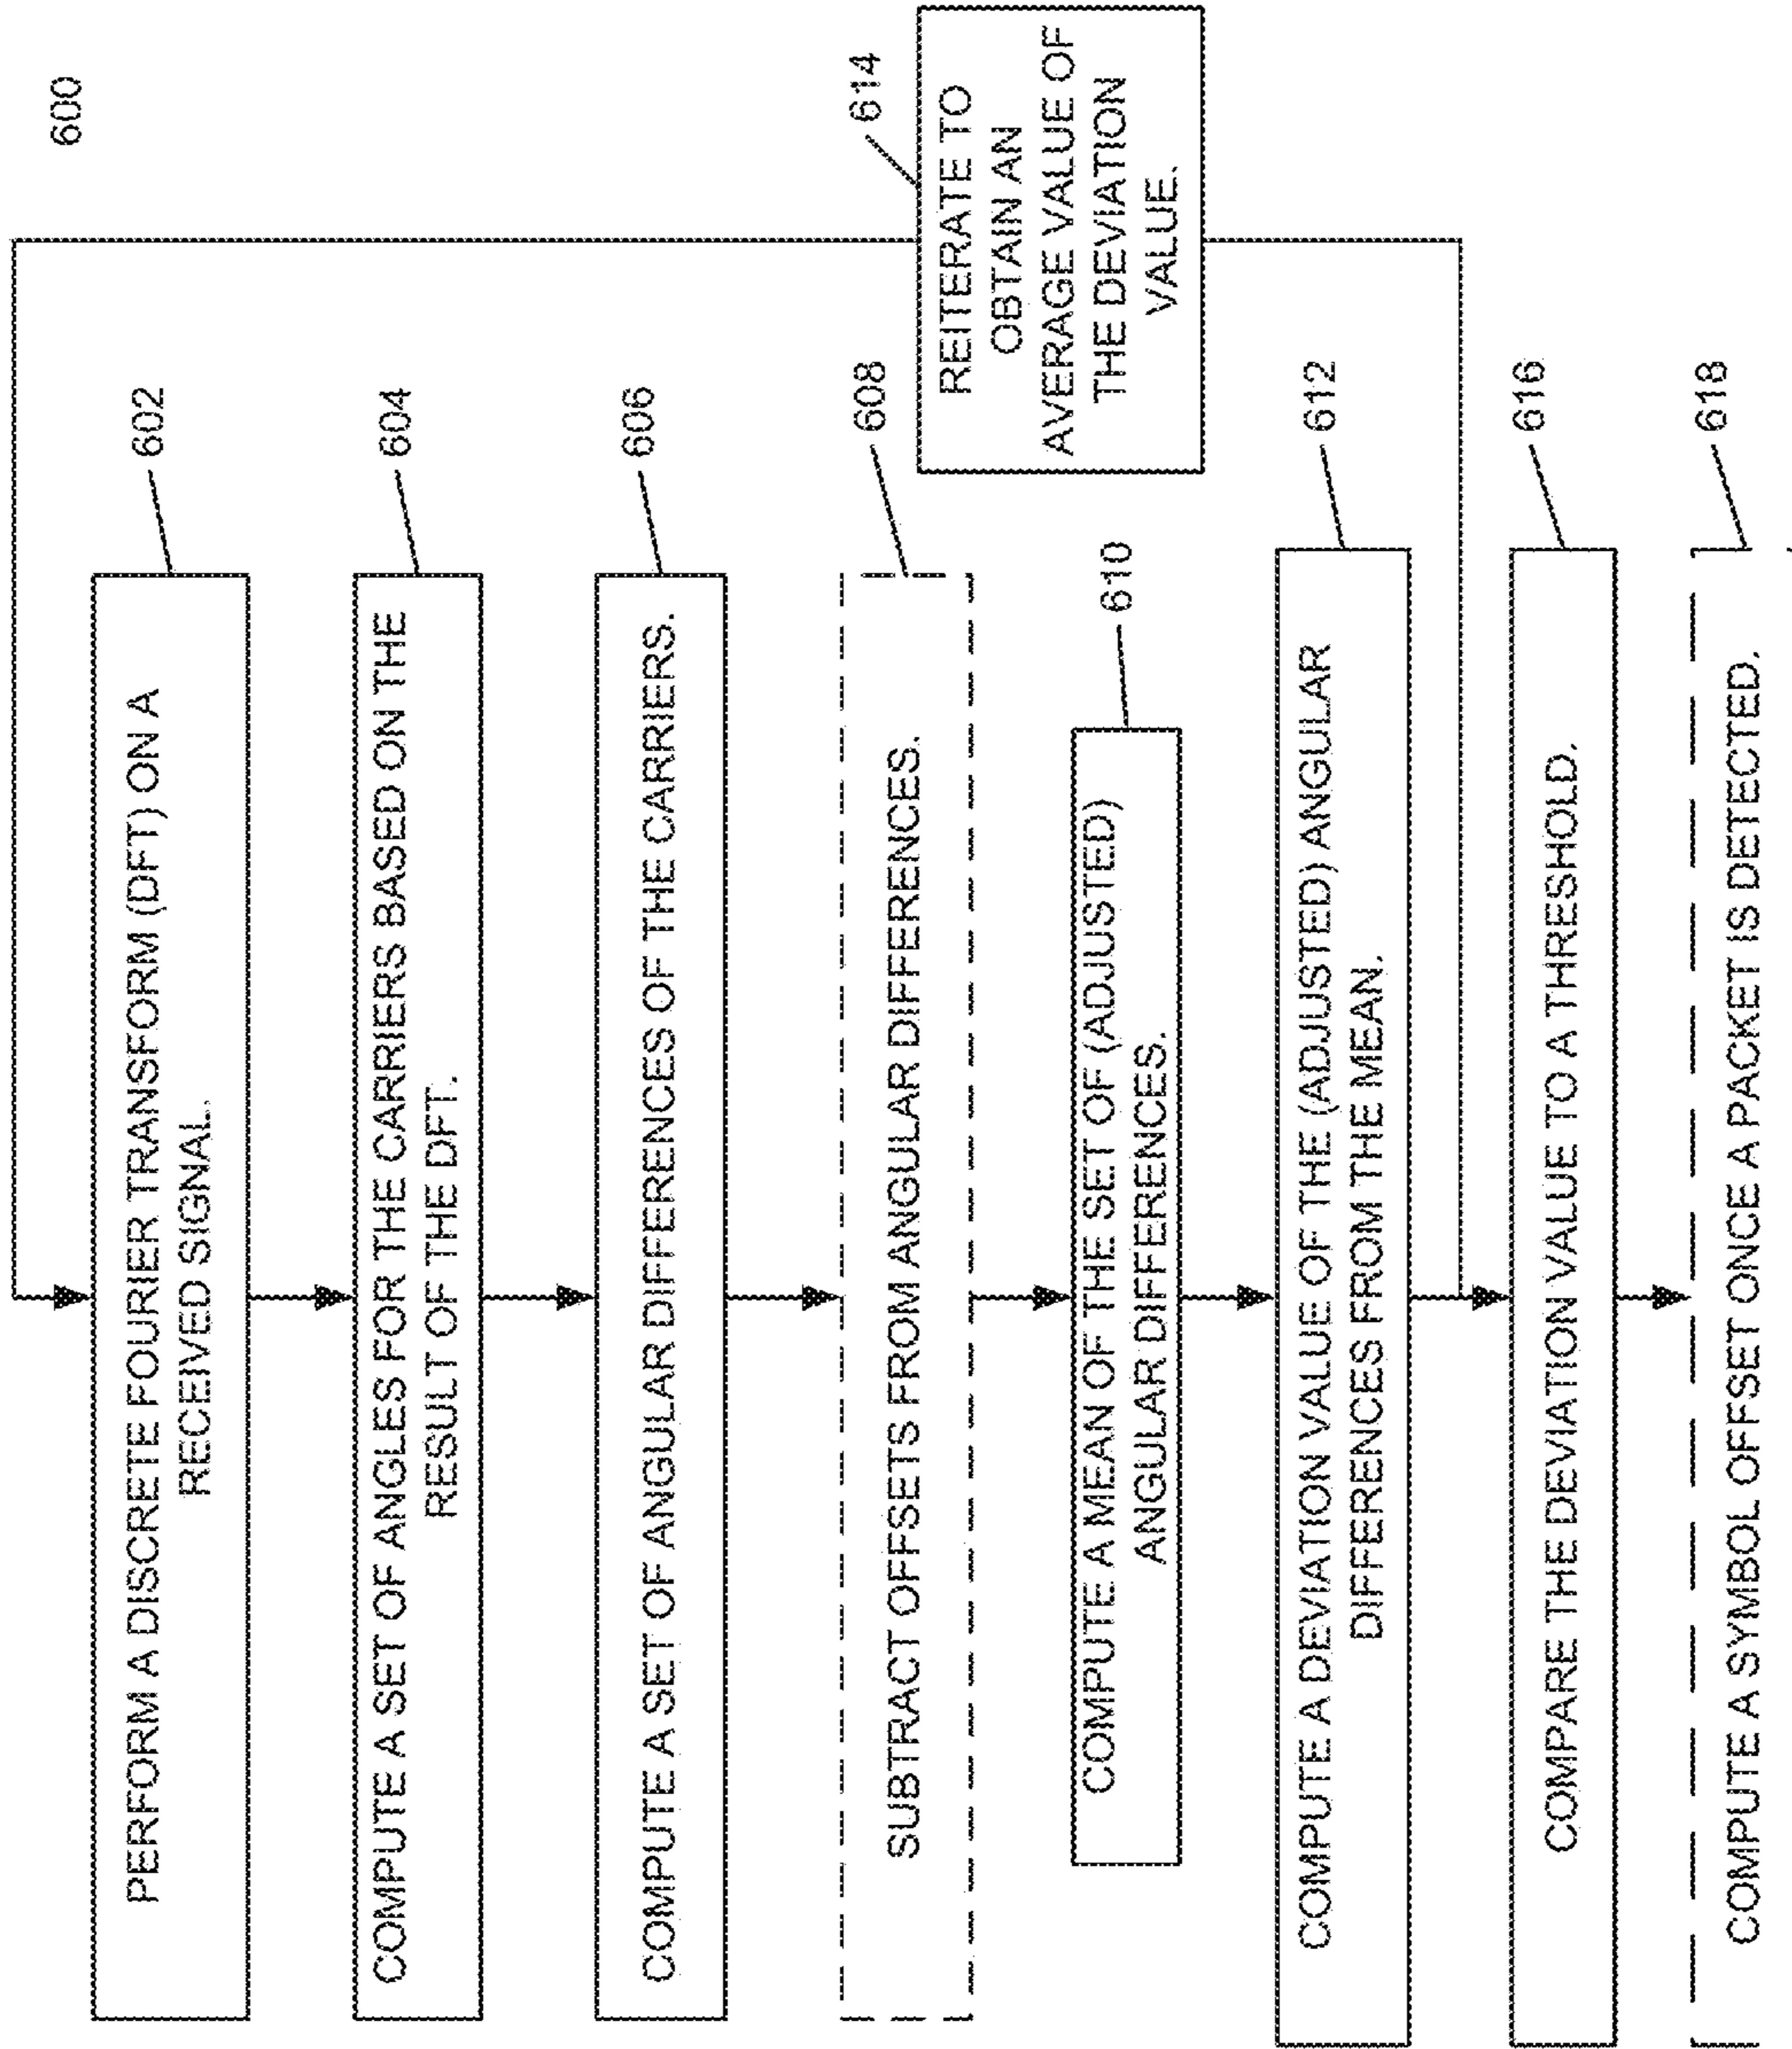 600
PERFORM A DISCRETE FOURIER TRANSFORM (DFT) ON A
RECEIVED SIGNAL.
602
COMPUTE A SET OF ANGLES FOR THE CARRIERS BASED ON THE
RESULT OF THE DFT.
604
COMPUTE A SET OF ANGULAR DIFFERENCES OF THE CARRIERS.
606
SUBTRACT OFFSETS FROM ANGULAR DIFFERENCES.
608
COMPUTE A MEAN OF THE SET OF (ADJUSTED)
ANGULAR DIFFERENCES.
610
COMPUTE A DEVIATION VALUE OF THE (ADJUSTED) ANGULAR
DIFFERENCES FROM THE MEAN.
612
REITERATE TO
OBTAIN AN
AVERAGE VALUE OF
THE DEVIATION
VALUE.
614
COMPARE THE DEVIATION VALUE TO A THRESHOLD.
616
COMPUTE A SYMBOL OFFSET ONCE A PACKET IS DETECTED.
618